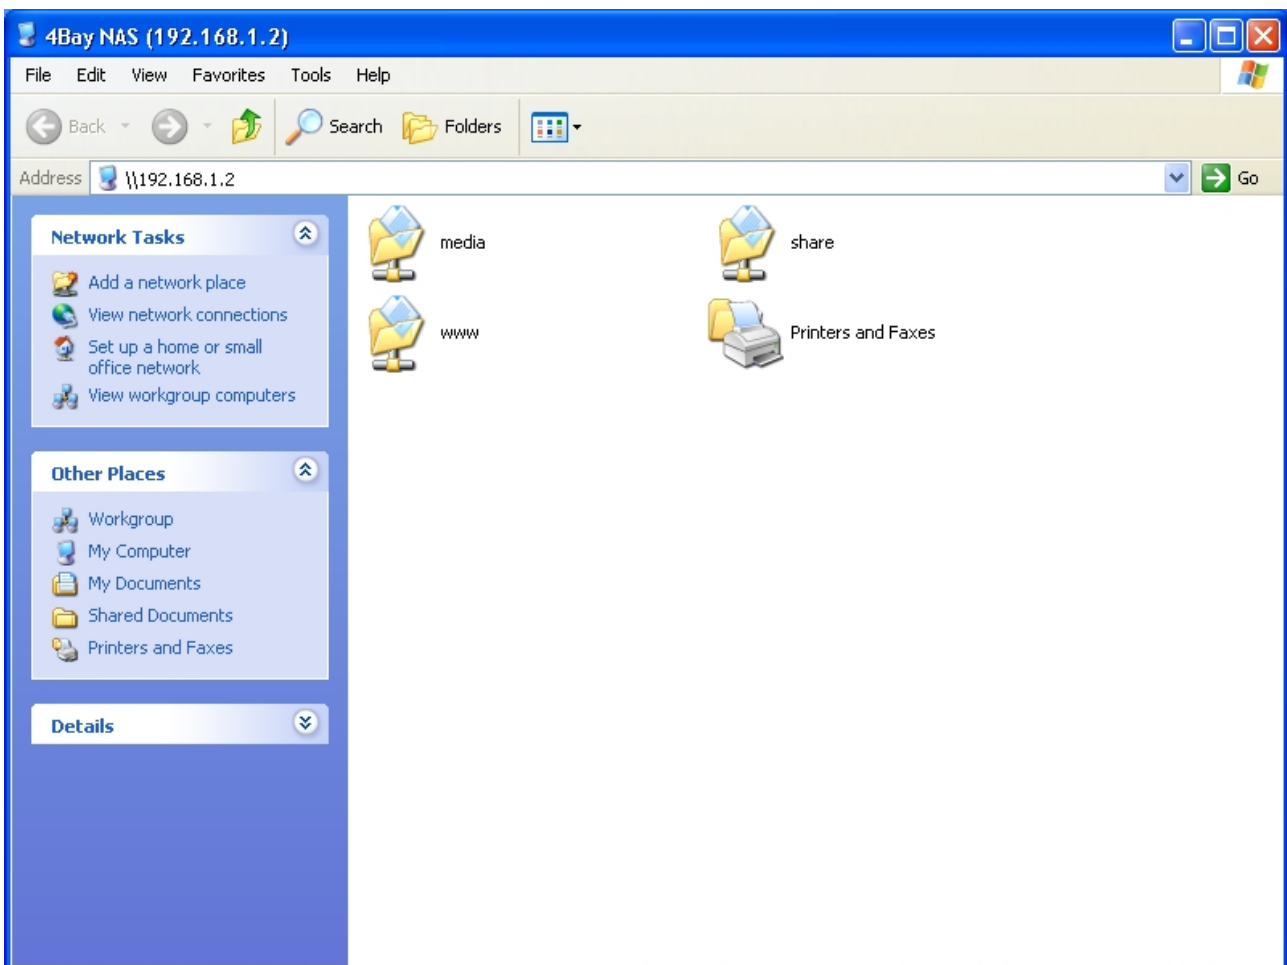 4Bay NAS (192.168.1.2)
File Edit View Favorites Tools Help
Back Search Folders
Address \\192.168.1.2 Go
Network Tasks
Add a network place
View network connections
Set up a home or small
office network
View workgroup computers
Other Places
Workgroup
My Computer
My Documents
Shared Documents
Printers and Faxes
Details
media share
www Printers and Faxes